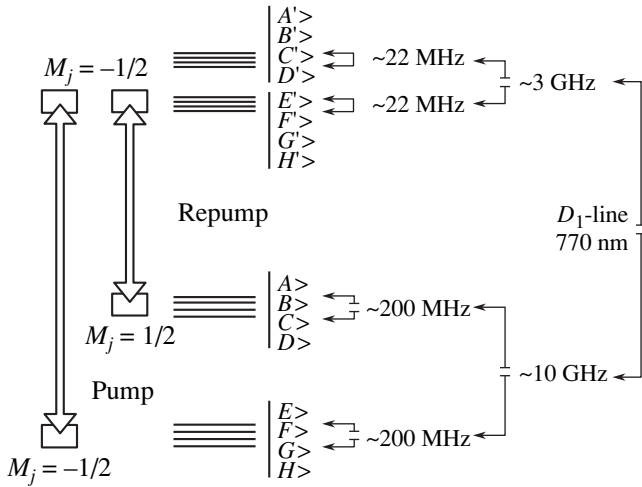 M_j = –1/2
|A'>
B'>
C'>
D'>
~22 MHz
~3 GHz
|E'>
F'>
G'>
H'>
~22 MHz
Repump
D₁-line
770 nm
|A>
B>
C>
D>
~200 MHz
M_j = 1/2
~10 GHz
Pump
|E>
F>
G>
H>
~200 MHz
M_j = –1/2